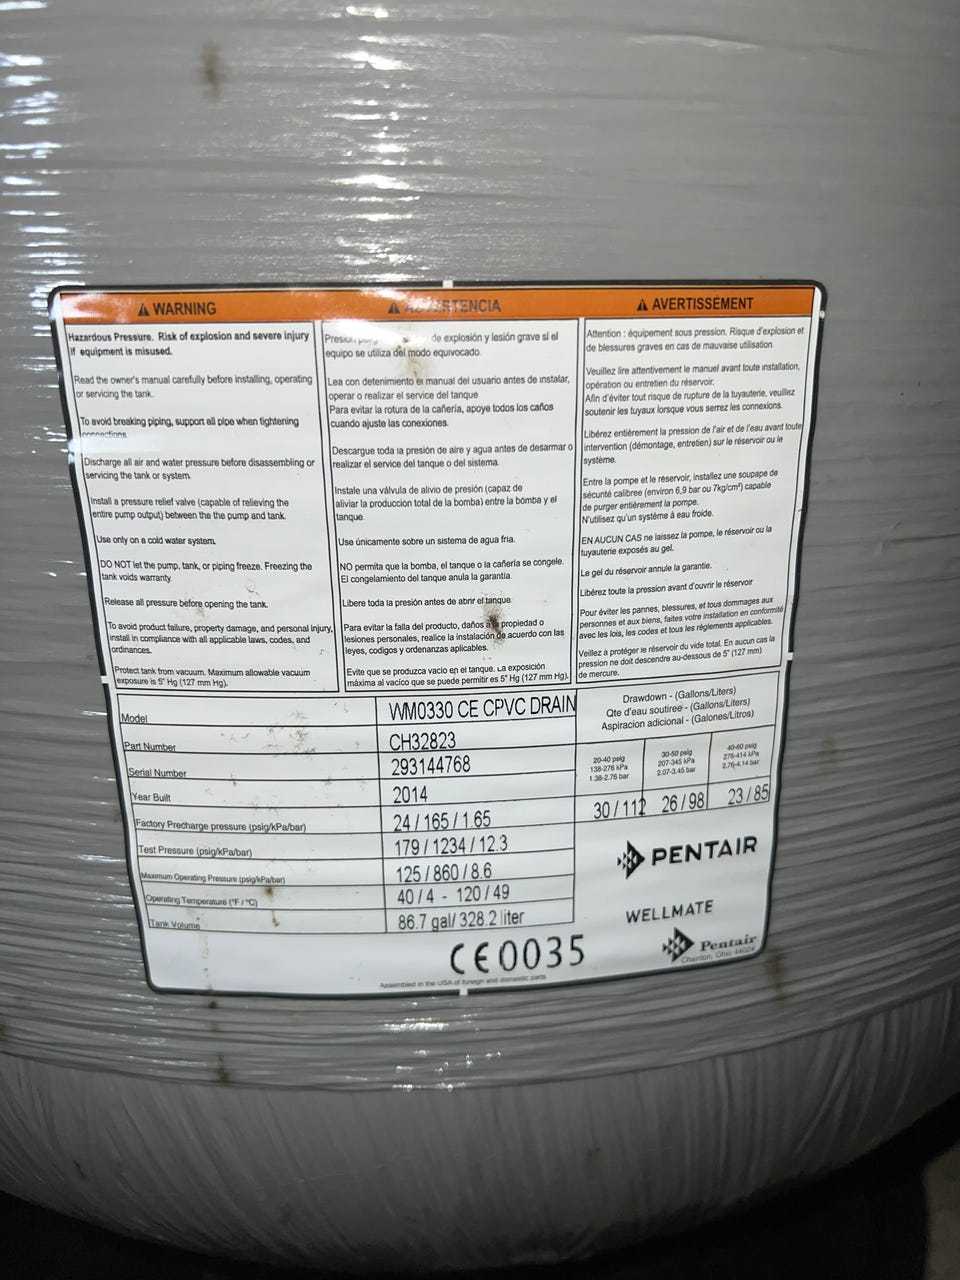 WARNING
Hazardous Pressure. Risk of explosion and severe injury
if equipment is misused.
Read the owner's manual carefully before installing, operating
or servicing the tank.
To avoid breaking piping, support all pipe when tightening
connections.
Discharge all air and water pressure before disassembling or
servicing the tank or system.
Install a pressure relief valve (capable of relieving the
entire pump output) between the the pump and tank.
Use only on a cold water system.
DO NOT let the pump, tank, or piping freeze. Freezing the
tank voids warranty.
Release all pressure before opening the tank.
To avoid product failure, property damage, and personal injury,
install in compliance with all applicable laws, codes, and
ordinances.
Protect tank from vacuum. Maximum allowable vacuum
exposure is 5" Hg (127 mm Hg).
de explosión y lesión grave si el
equipo se utiliza del modo equivocado.
Lea con detenimiento el manual del usuario antes de instalar,
operar o realizar el service del tanque
Para evitar la rotura de la cañería, apoye todos los caños
cuando ajuste las conexiones.
Descargue toda la presión de aire y agua antes de desarmar o
realizar el service del tanque o del sistema.
Instale una válvula de alivio de presión (capaz de
aliviar la producción total de la bomba) entre la bomba y el
tanque.
Use únicamente sobre un sistema de agua fria.
NO permita que la bomba, el tanque o la cañería se congele.
El congelamiento del tanque anula la garantía.
Libere toda la presión antes de abrir el tanque.
Para evitar la falla del producto, daños a la propiedad o
lesiones personales, realice la instalación de acuerdo con las
leyes, codigos y ordenanzas aplicables.
Evite que se produzca vacío en el tanque. La exposición
máxima al vacíco que se puede permitir es 5" Hg (127 mm Hg).
AVERTISSEMENT
Attention : équipement sous pression. Risque d'explosion et
de blessures graves en cas de mauvaise utilisation
Veuillez lire attentivement le manuel avant toute installation,
opération ou entretien du réservoir.
Afin d'éviter tout risque de rupture de la tuyauterie, veuillez
soutenir les tuyaux lorsque vous serrez les connexions.
Libérez entièrement la pression de l'air et de l'eau avant toute
intervention (démontage, entretien) sur le réservoir ou le
système.
Entre la pompe et le réservoir, installez une soupape de
sécurité calibree (environ 6,9 bar ou 7kg/cm²) capable
de purger entièrement la pompe.
N'utilisez qu'un système à eau froide.
EN AUCUN CAS ne laissez la pompe, le réservoir ou la
tuyauterie exposés au gel.
Le gel du réservoir annule la garantie.
Libérez toute la pression avant d'ouvrir le réservoir
Pour éviter les pannes, blessures, et tous dommages aux
personnes et aux biens, faites votre installation en conformité
avec les lois, les codes et tous les règlements applicables.
Veillez à protéger le réservoir du vide total. En aucun cas la
pression ne doit descendre au-dessous de 5" (127 mm)
de mercure.
Model WM0330 CE CPVC DRAIN
Part Number CH32823
Serial Number 293144768
Year Built 2014
Factory Precharge pressure (psig/kPa/bar) 24 / 165 / 1.65
Test Pressure (psig/kPa/bar) 179 / 1234 / 12.3
Maximum Operating Pressure (psig/kPa/bar) 125 / 860 / 8.6
Operating Temperature (°F / °C) 40 / 4 - 120 / 49
Tank Volume 86.7 gal/ 328.2 liter
Drawdown - (Gallons/Liters)
Qte d'eau soutiree - (Gallons/Liters)
Aspiracion adicional - (Galones/Litros)
20-40 psig
138-276 kPa
1.38-2.76 bar
30-50 psig
207-345 kPa
2.07-3.45 bar
40-60 psig
276-414 kPa
2.76-4.14 bar
30 / 112 26 / 98 23 / 85
PENTAIR
WELLMATE
Pentair
Chardon, Ohio 44024
CE 0035
Assembled in the USA of foreign and domestic parts